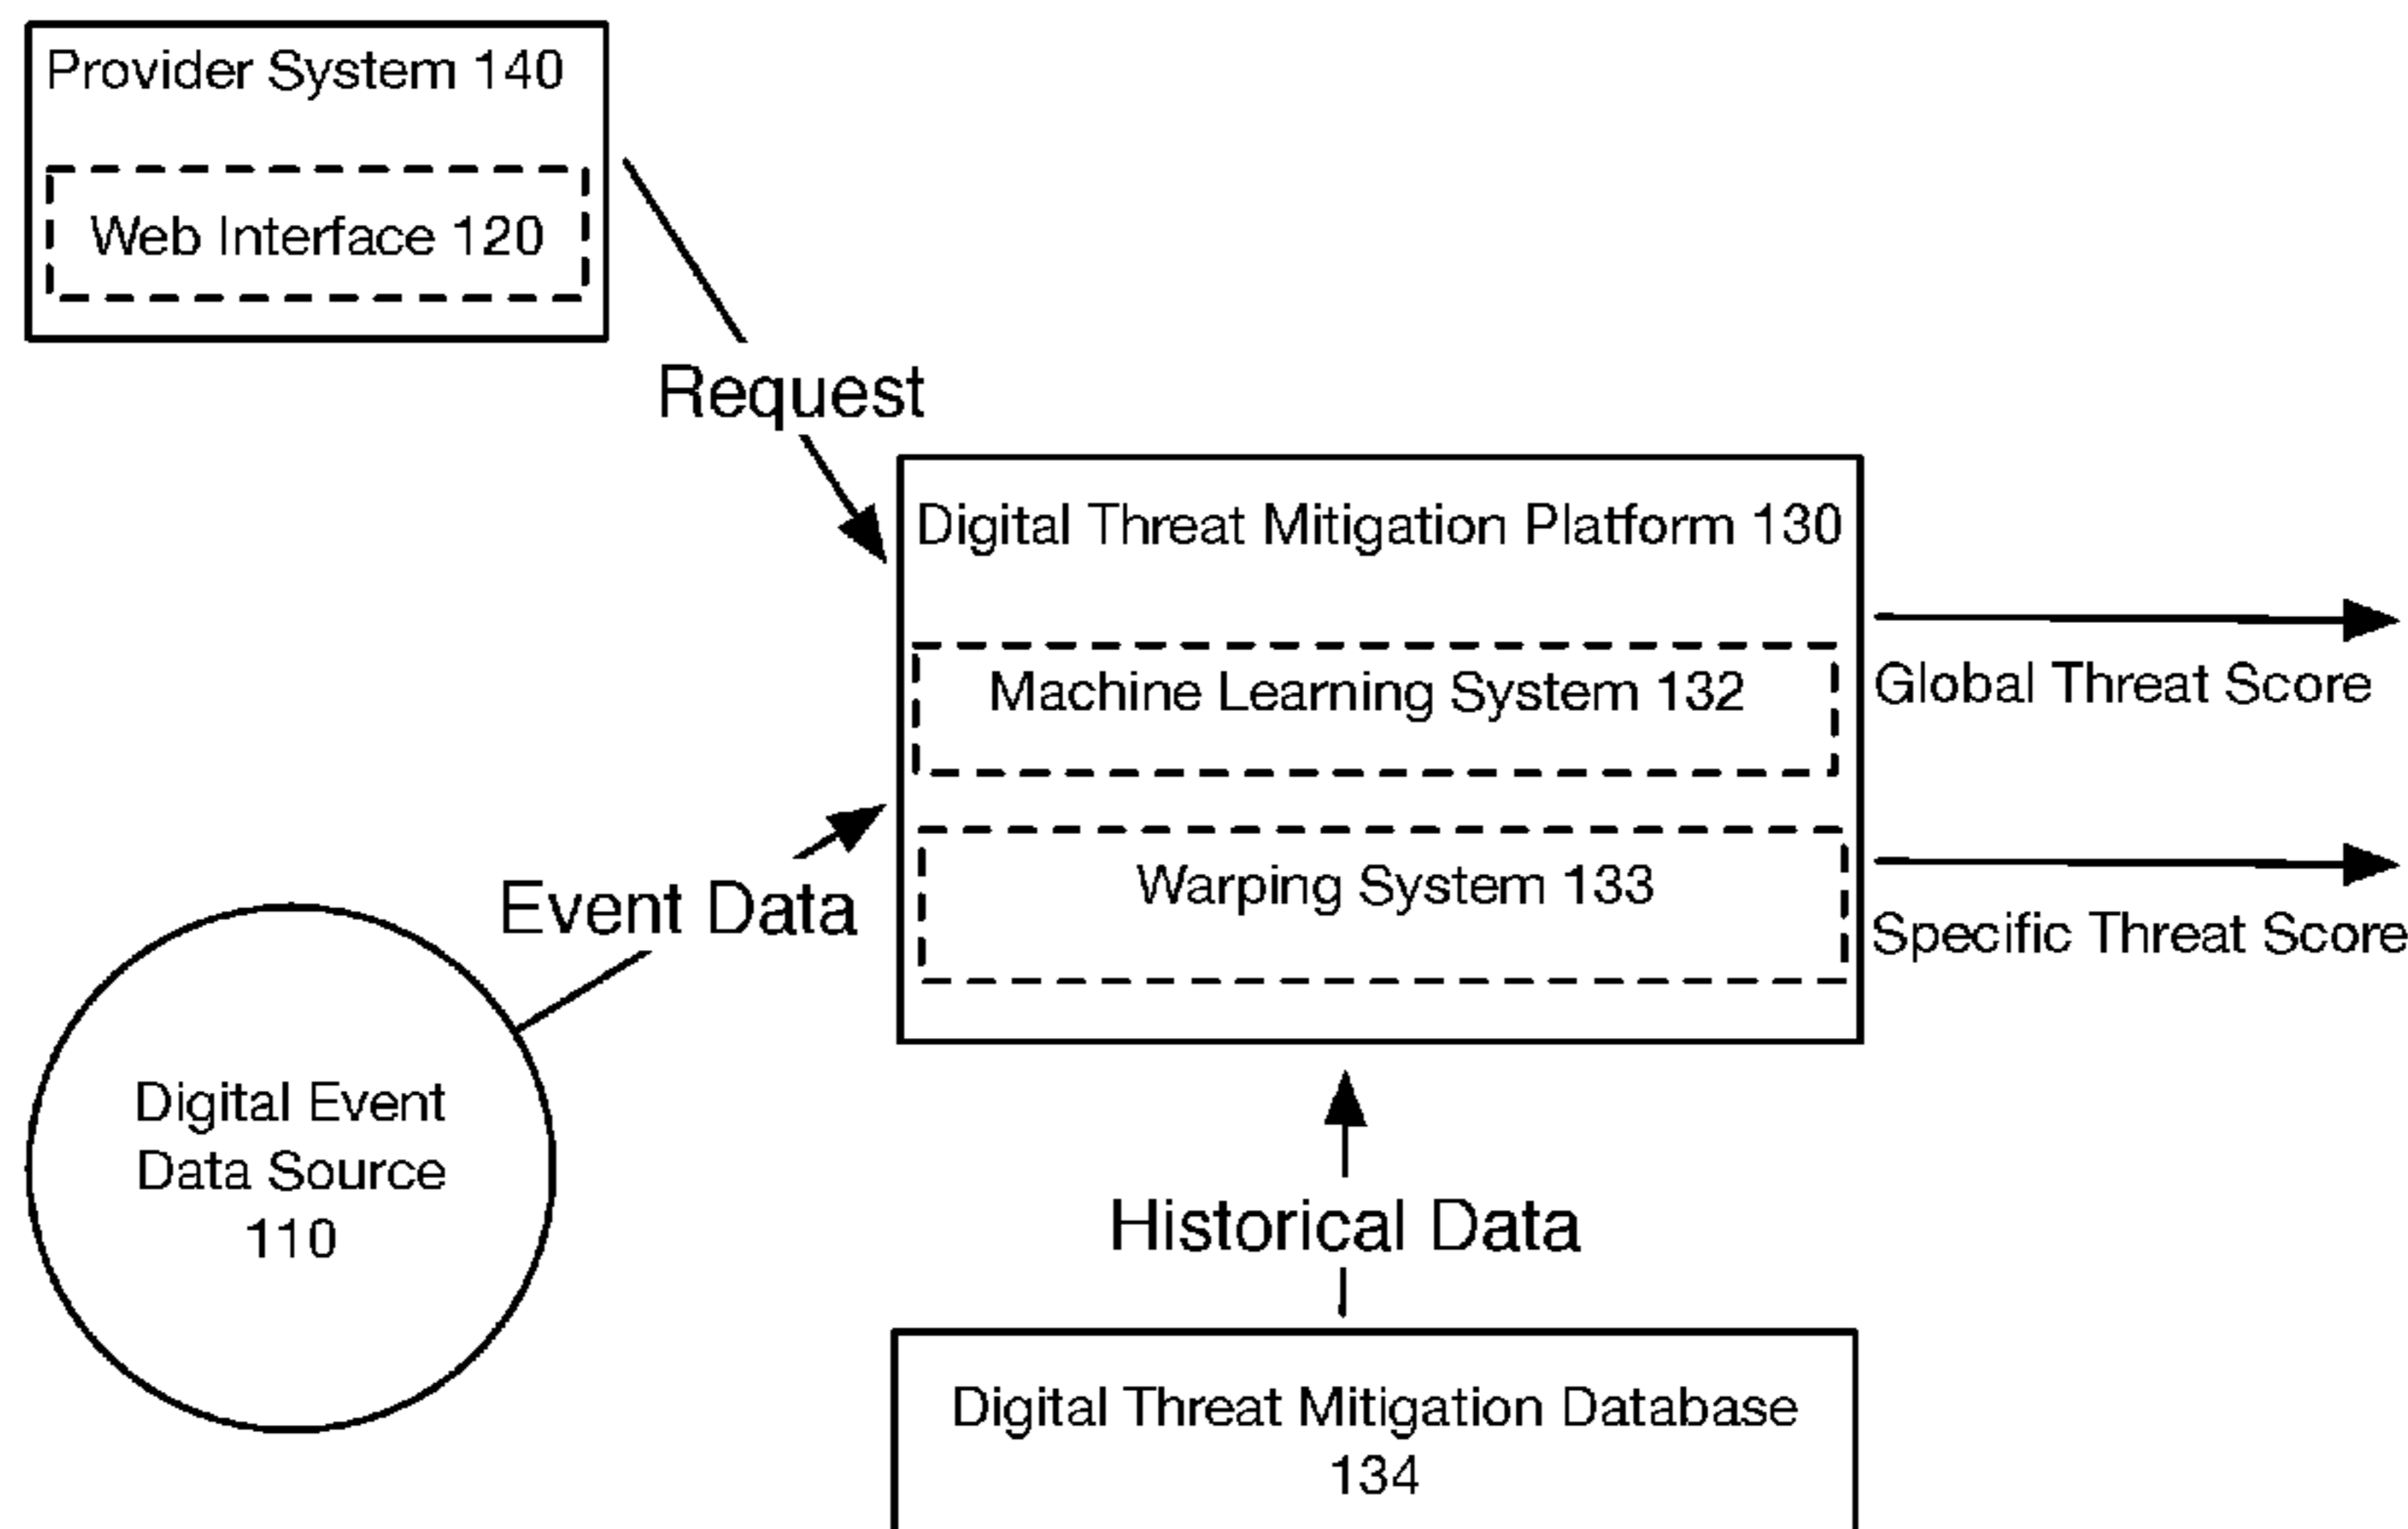 Provider System 140
Web Interface 120
Request
Digital Threat Mitigation Platform 130
Machine Learning System 132
Global Threat Score
Warping System 133
Event Data
Specific Threat Score
Digital Event
Data Source
110
Historical Data
Digital Threat Mitigation Database
134